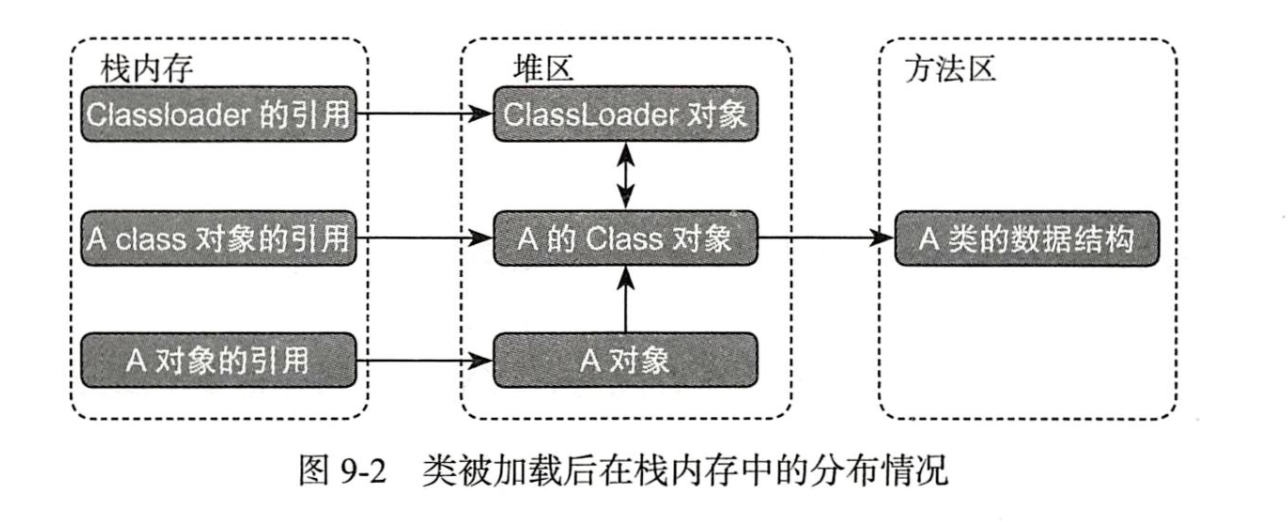 栈内存
堆区
方法区
Classloader 的引用
ClassLoader 对象
A class 对象的引用
A 的 Class 对象
A 类的数据结构
A 对象的引用
A 对象
图 9-2 类被加载后在栈内存中的分布情况